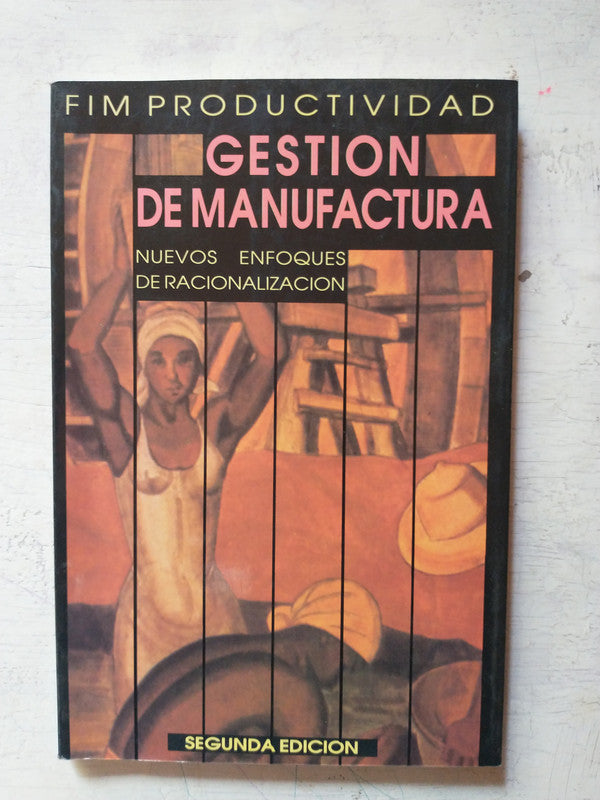 FIM PRODUCTIVIDAD
GESTION
DE MANUFACTURA
NUEVOS ENFOQUES
DE RACIONALIZACION
SEGUNDA EDICION